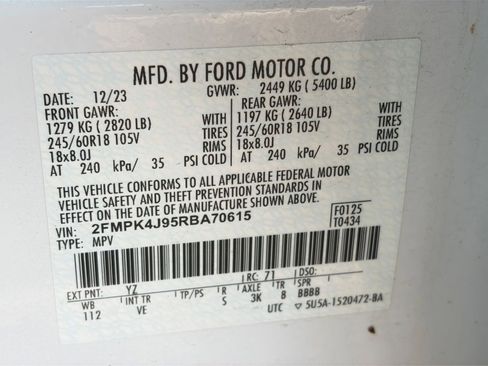 MFD. BY FORD MOTOR CO.
DATE: 12/23 GVWR: 2449 KG ( 5400 LB)
FRONT GAWR: REAR GAWR:
1279 KG ( 2820 LB) WITH 1197 KG ( 2640 LB) WITH
245/60R18 105V TIRES 245/60R18 105V TIRES
18x8.0J RIMS 18x8.0J RIMS
AT 240 kPa/ 35 PSI COLD AT 240 kPa/ 35 PSI COLD
THIS VEHICLE CONFORMS TO ALL APPLICABLE FEDERAL MOTOR
VEHICLE SAFETY AND THEFT PREVENTION STANDARDS IN
EFFECT ON THE DATE OF MANUFACTURE SHOWN ABOVE.
VIN: 2FMPK4J95RBA70615 F0125
TYPE: MPV T0434
EXT PNT: YZ RC: 71 DSO:
WB INT TR TP/PS R AXLE TR SPR
112 VE S 3K 8 BBBB
UTC ▽ 5U5A-1520472-BA